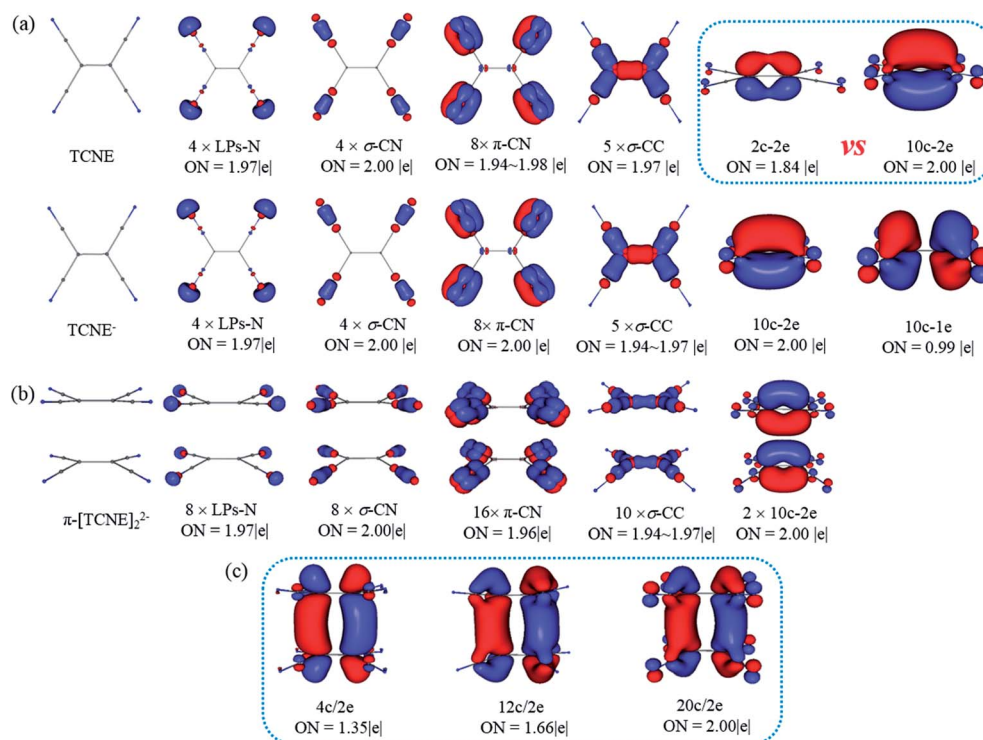 (a)
vs
TCNE
4 × LPs-N
ON = 1.97|e|
4 × σ-CN
ON = 2.00 |e|
8× π-CN
ON = 1.94~1.98 |e|
5 ×σ-CC
ON = 1.97 |e|
2c-2e
ON = 1.84 |e|
10c-2e
ON = 2.00 |e|
TCNE-
4 × LPs-N
ON = 1.97|e|
4 × σ-CN
ON = 2.00 |e|
8× π-CN
ON = 2.00 |e|
5 ×σ-CC
ON = 1.94~1.97 |e|
10c-2e
ON = 2.00 |e|
10c-1e
ON = 0.99 |e|
(b)
π-[TCNE]₂²⁻
8 × LPs-N
ON = 1.97|e|
8 × σ-CN
ON = 2.00|e|
16× π-CN
ON = 1.96|e|
10 ×σ-CC
ON = 1.94~1.97|e|
2 × 10c-2e
ON = 2.00 |e|
(c)
4c/2e
ON = 1.35|e|
12c/2e
ON = 1.66|e|
20c/2e
ON = 2.00|e|